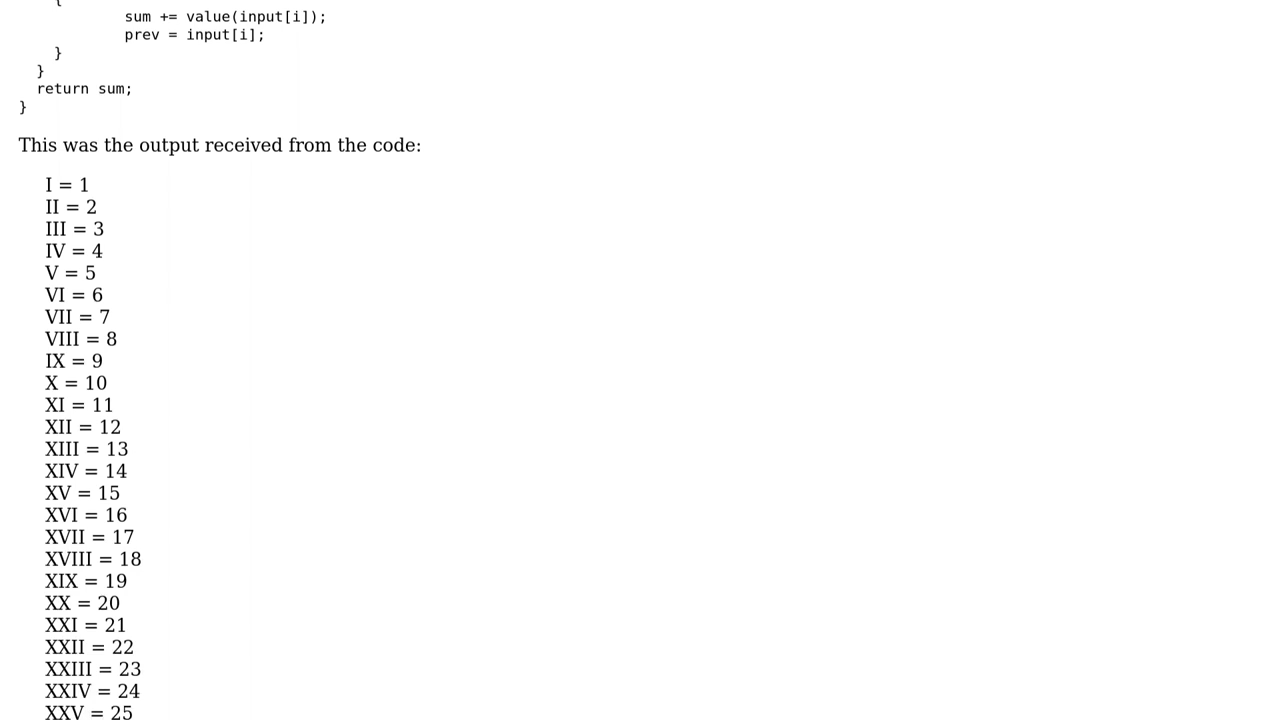 {
sum += value(input[i]);
prev = input[i];
}
}
return sum;
}
This was the output received from the code:
I = 1
II = 2
III = 3
IV = 4
V = 5
VI = 6
VII = 7
VIII = 8
IX = 9
X = 10
XI = 11
XII = 12
XIII = 13
XIV = 14
XV = 15
XVI = 16
XVII = 17
XVIII = 18
XIX = 19
XX = 20
XXI = 21
XXII = 22
XXIII = 23
XXIV = 24
XXV = 25